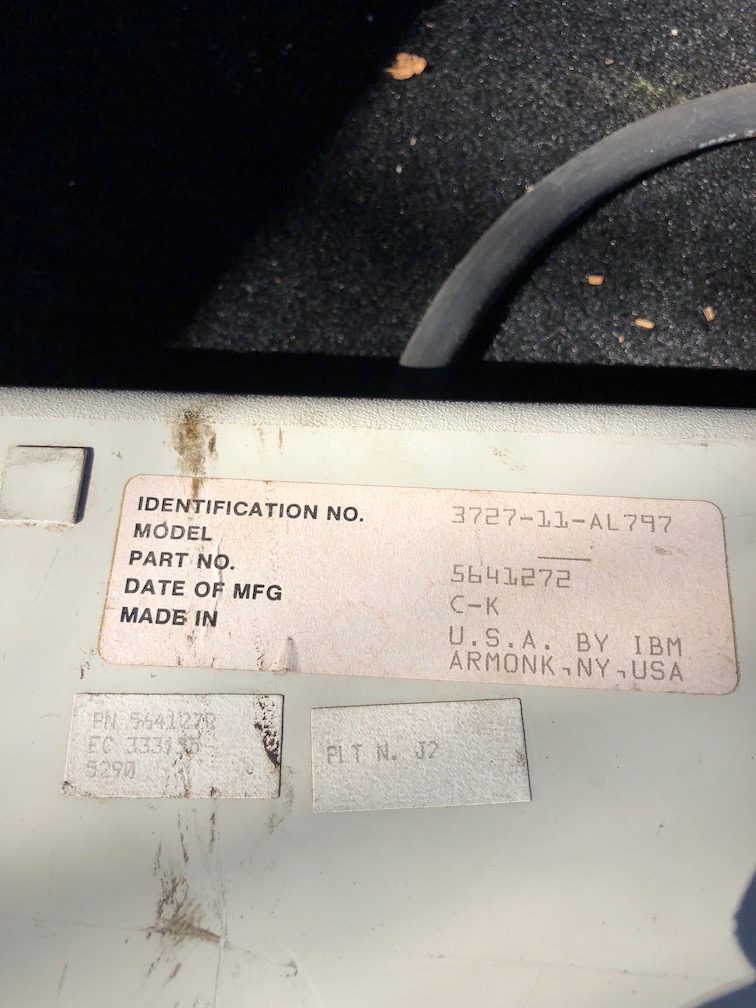 IDENTIFICATION NO. 3727-11-AL797
MODEL
PART NO. 5641272
DATE OF MFG C-K
MADE IN U.S.A. BY IBM
ARMONK,NY,USA
PN
EC
5290
PLT N. J2